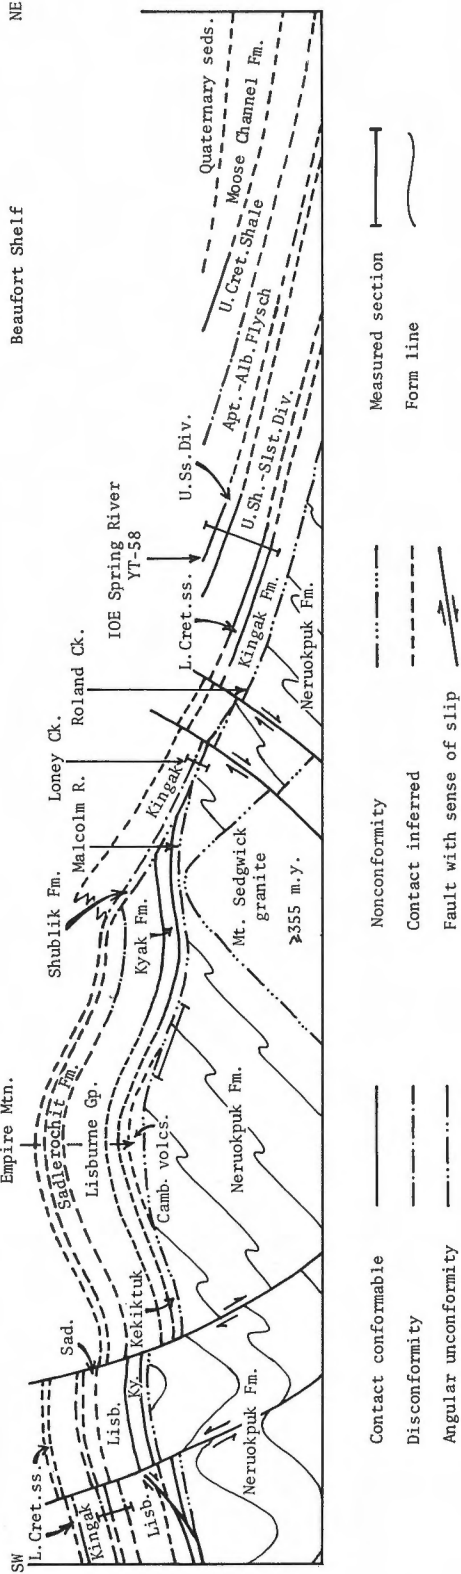 SW
NE
Empire Mtn.
Beaufort Shelf
Loney Ck.
Malcolm R.
Roland Ck.
IOE Spring River
YT-58
Shublik Fm.
L.Cret.ss.
L.Cret.ss.
U.Ss.Div.
Quaternary seds.
Moose Channel Fm.
U.Cret.Shale
Apt.-Alb.Flysch
U.Sh.-Slst.Div.
Sad.
Sadlerochit Fm.
Lisburne Gp.
Kingak
Kingak
Kingak Fm.
Lisb.
Lisb.
Ky.
Kekiktuk
Camb. volcs.
Kyak Fm.
Neruokpuk Fm.
Neruokpuk Fm.
Mt. Sedgwick
granite
≥355 m.y.
Neruokpuk Fm.
Contact conformable
Disconformity
Angular unconformity
Nonconformity
Contact inferred
Fault with sense of slip
Measured section
Form line